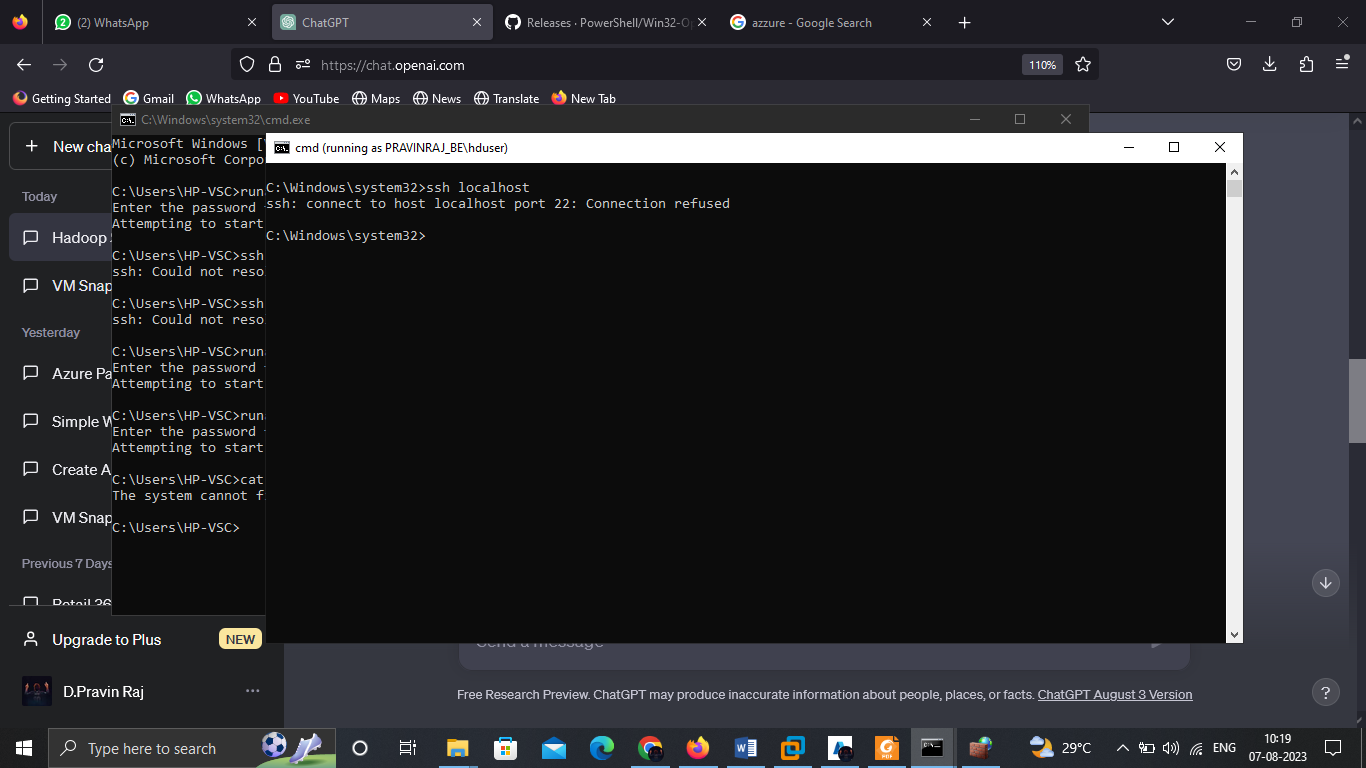 (2) WhatsApp
ChatGPT
Releases · PowerShell/Win32-Op
azzure - Google Search
https://chat.openai.com
110%
Getting Started
Gmail
WhatsApp
YouTube
Maps
News
Translate
New Tab
C:\Windows\system32\cmd.exe
Microsoft Windows [
(c) Microsoft Corpo
C:\Users\HP-VSC>run
Enter the password
Attempting to start
C:\Users\HP-VSC>ssh
ssh: Could not reso
C:\Users\HP-VSC>ssh
ssh: Could not reso
C:\Users\HP-VSC>run
Enter the password
Attempting to start
C:\Users\HP-VSC>run
Enter the password
Attempting to start
C:\Users\HP-VSC>cat
The system cannot f
C:\Users\HP-VSC>
cmd (running as PRAVINRAJ_BE\hduser)
C:\Windows\system32>ssh localhost
ssh: connect to host localhost port 22: Connection refused
C:\Windows\system32>
New cha
Today
Hadoop
VM Snap
Yesterday
Azure Pa
Simple W
Create A
VM Snap
Previous 7 Days
Retail 36
Upgrade to Plus
NEW
D.Pravin Raj
Send a message
Free Research Preview. ChatGPT may produce inaccurate information about people, places, or facts. ChatGPT August 3 Version
?
Type here to search
29°C
ENG
10:19
07-08-2023